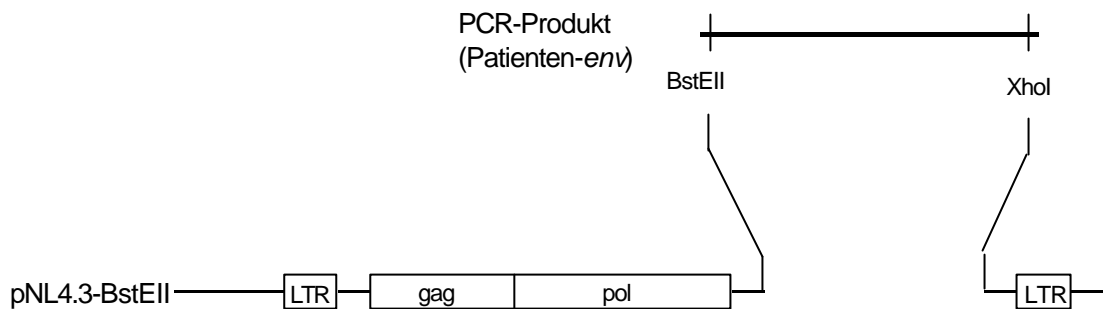 PCR-Produkt
(Patienten-env)
BstEII
XhoI
pNL4.3-BstEII
LTR
gag
pol
LTR